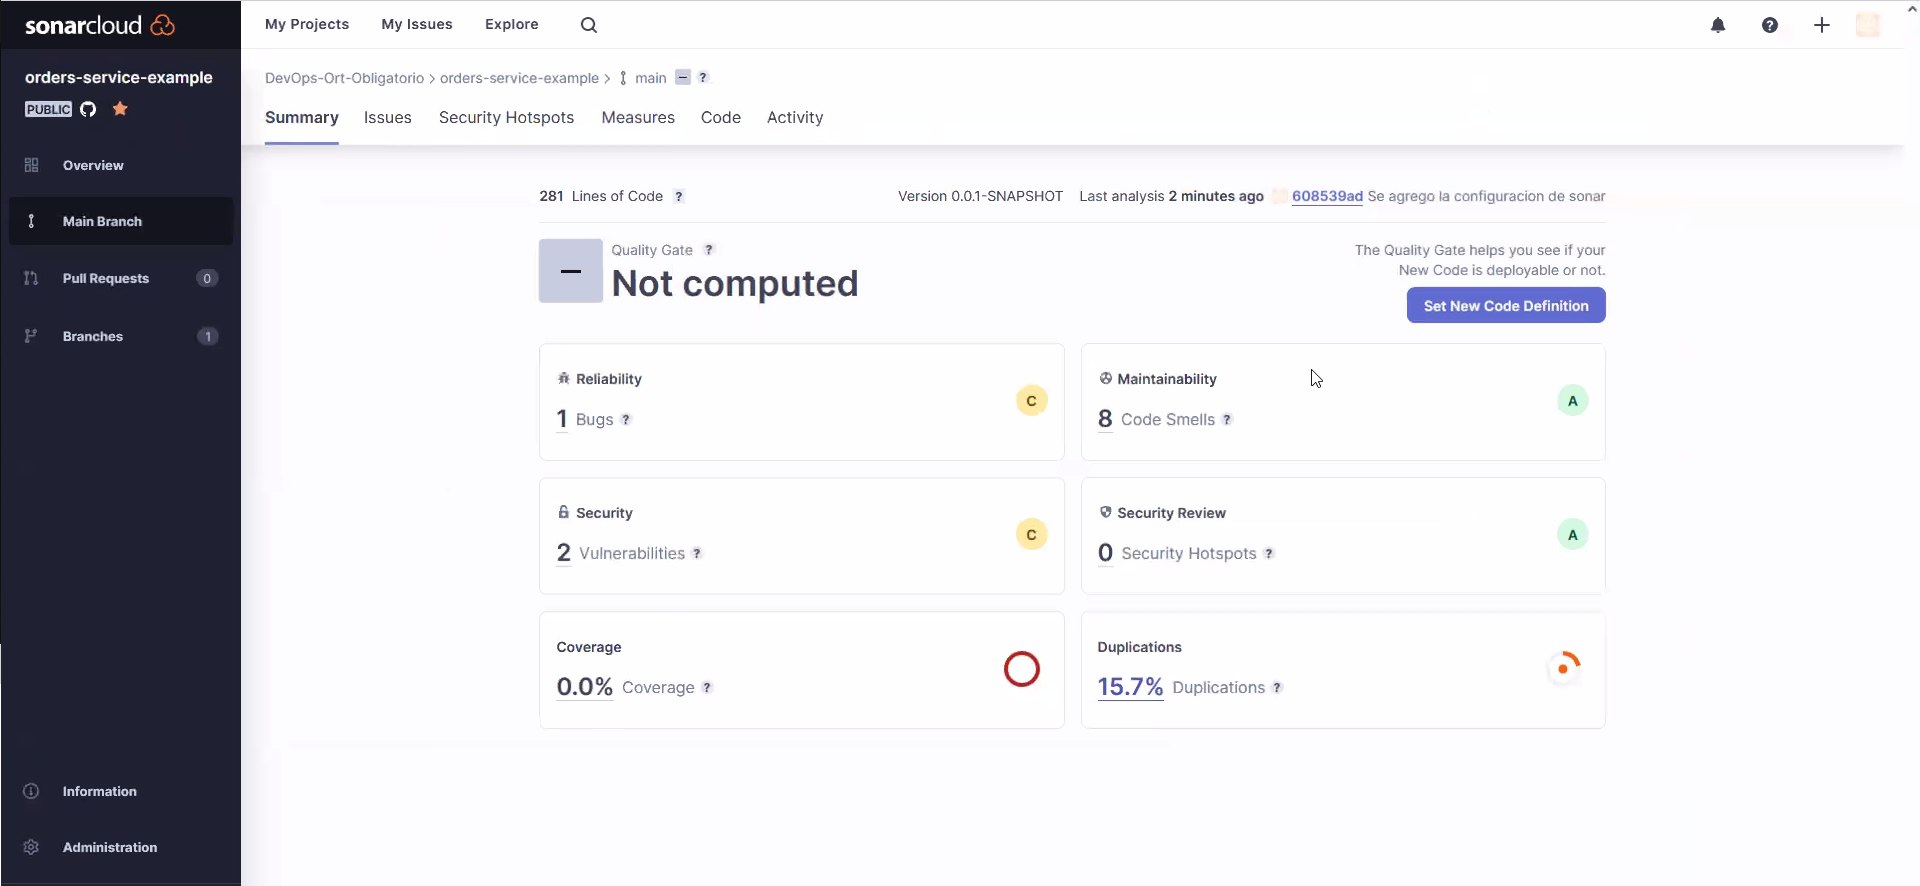 sonarcloud
My Projects My Issues Explore
orders-service-example
PUBLIC
DevOps-Ort-Obligatorio > orders-service-example > main – ?
Summary Issues Security Hotspots Measures Code Activity
Overview
Main Branch
Pull Requests 0
Branches 1
Information
Administration
281 Lines of Code ?
Version 0.0.1-SNAPSHOT Last analysis 2 minutes ago 608539ad Se agrego la configuracion de sonar
Quality Gate ?
Not computed
The Quality Gate helps you see if your
New Code is deployable or not.
Set New Code Definition
Reliability
1 Bugs ?
C
Maintainability
8 Code Smells ?
A
Security
2 Vulnerabilities ?
C
Security Review
0 Security Hotspots ?
A
Coverage
0.0% Coverage ?
Duplications
15.7% Duplications ?